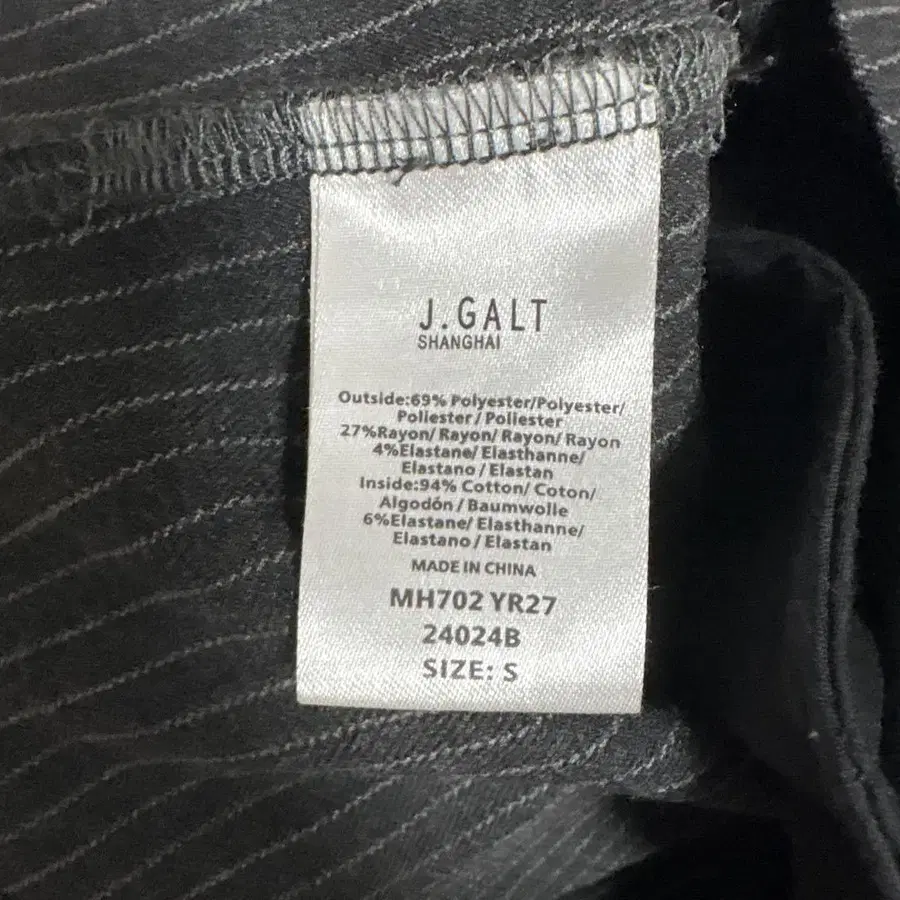 J.GALT
SHANGHAI
Outside:69% Polyester/Polyester/
Poliester/Poliester
27%Rayon/ Rayon/ Rayon/ Rayon
4%Elastane/ Elasthanne/
Elastano/Elastan
Inside:94% Cotton/ Coton/
Algodón/Baumwolle
6%Elastane/ Elasthanne/
Elastano/Elastan
MADE IN CHINA
MH702 YR27
24024B
SIZE: S